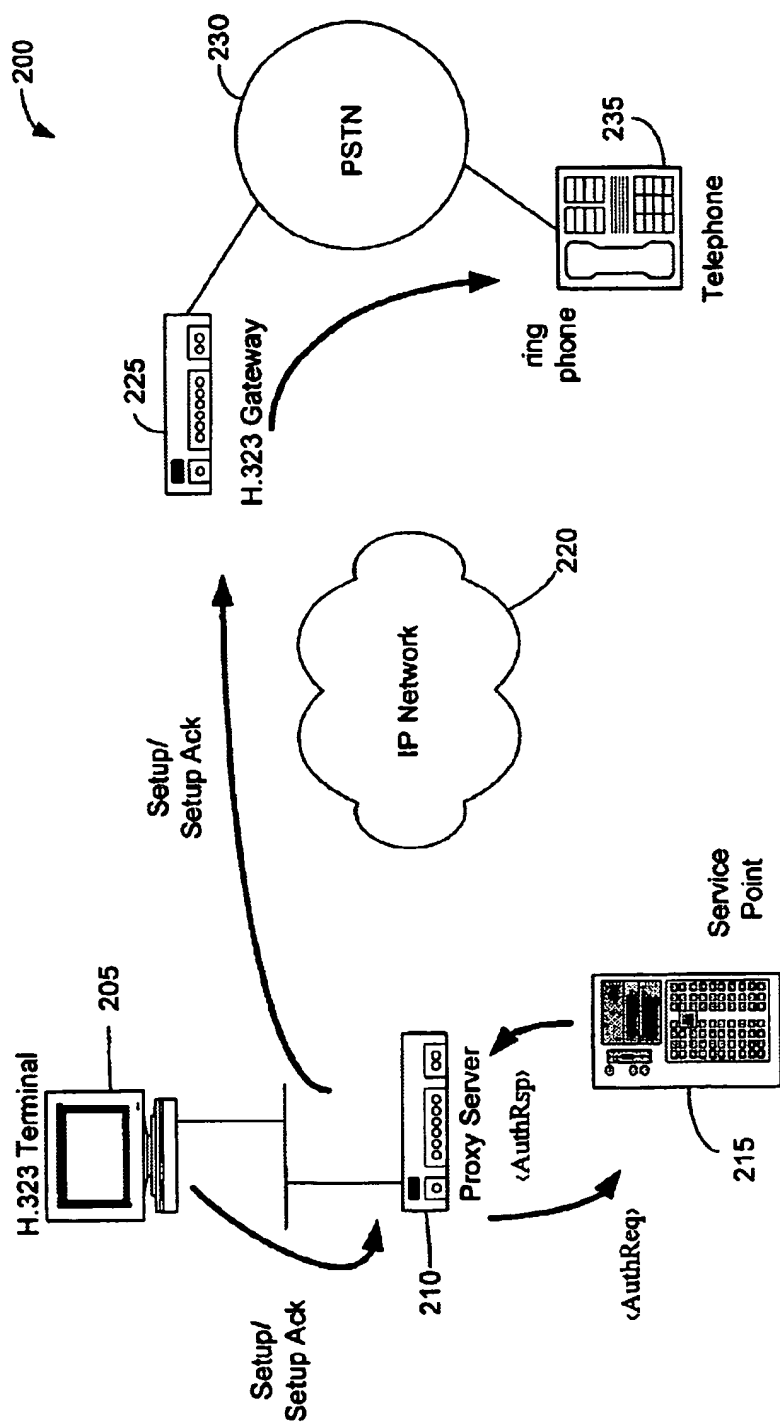 200
H.323 Terminal
205
Setup/
Setup Ack
Setup/
Setup Ack
225
H.323 Gateway
230
PSTN
Proxy Server
210
‹AuthReq›
‹AuthRsp›
Service
Point
215
IP Network
220
ring
phone
235
Telephone